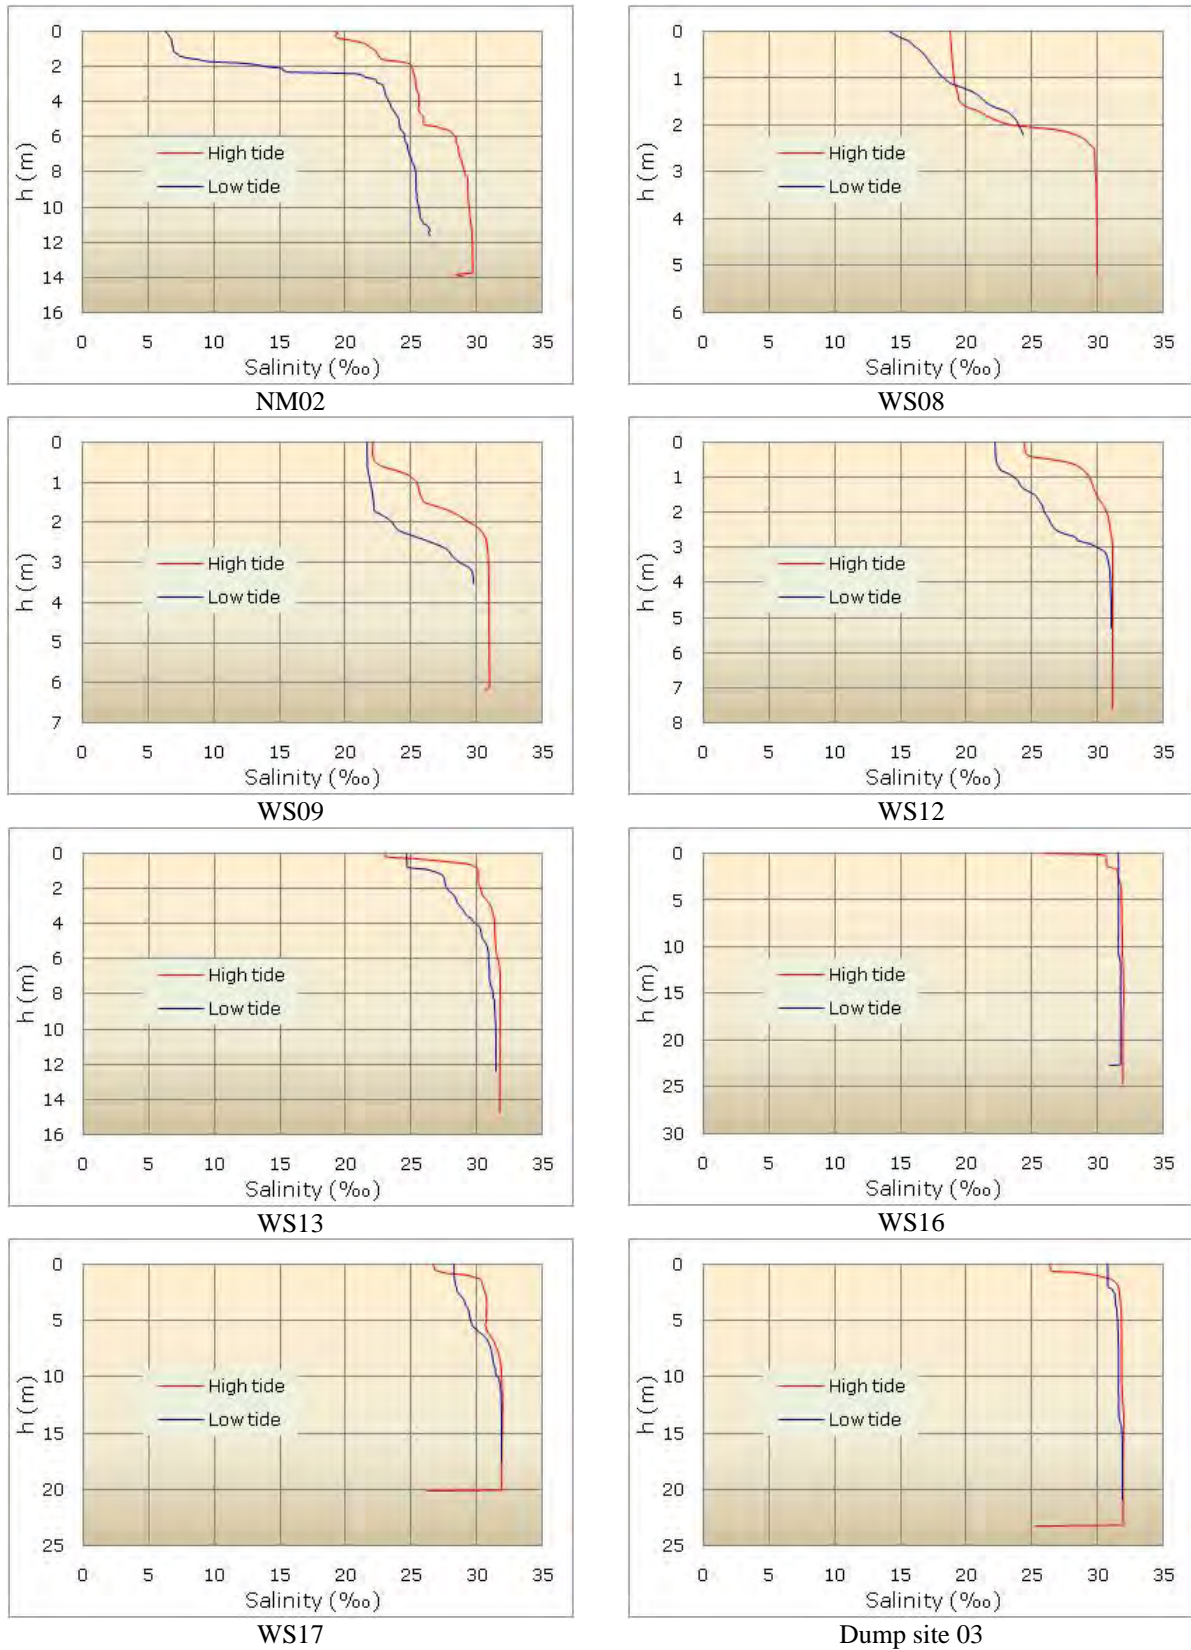 0
2
4
6
8
10
12
14
16
h (m)
High tide
Low tide
0 5 10 15 20 25 30 35
Salinity (‰)
NM02
0
1
2
3
4
5
6
h (m)
High tide
Low tide
0 5 10 15 20 25 30 35
Salinity (‰)
WS08
0
1
2
3
4
5
6
7
h (m)
High tide
Low tide
0 5 10 15 20 25 30 35
Salinity (‰)
WS09
0
1
2
3
4
5
6
7
8
h (m)
High tide
Low tide
0 5 10 15 20 25 30 35
Salinity (‰)
WS12
0
2
4
6
8
10
12
14
16
h (m)
High tide
Low tide
0 5 10 15 20 25 30 35
Salinity (‰)
WS13
0
5
10
15
20
25
30
h (m)
High tide
Low tide
0 5 10 15 20 25 30 35
Salinity (‰)
WS16
0
5
10
15
20
25
h (m)
High tide
Low tide
0 5 10 15 20 25 30 35
Salinity (‰)
WS17
0
5
10
15
20
25
h (m)
High tide
Low tide
0 5 10 15 20 25 30 35
Salinity (‰)
Dump site 03